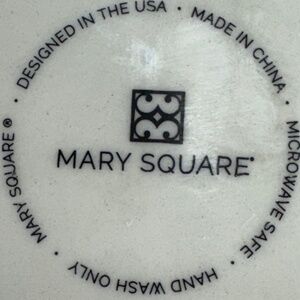 MARY SQUARE
• DESIGNED IN THE USA • MADE IN CHINA • MICROWAVE SAFE • HAND WASH ONLY • MARY SQUARE®